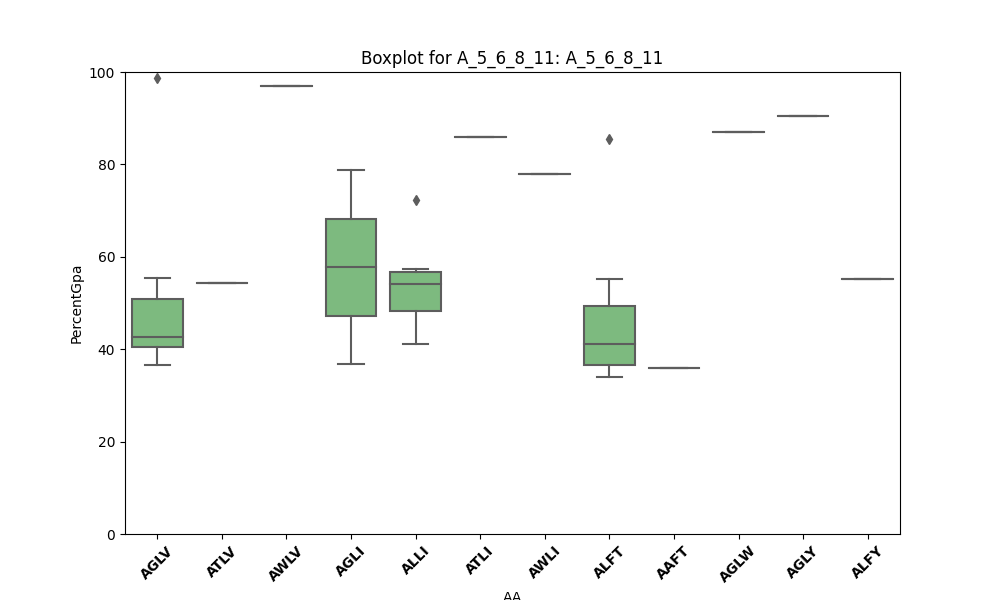 Boxplot for A_5_6_8_11: A_5_6_8_11
100
80
60
40
20
0
PercentGpa
AGLV ATLV AWLV AGLI ALLI ATLI AWLI ALFT AAFT AGLW AGLY ALFY
AA